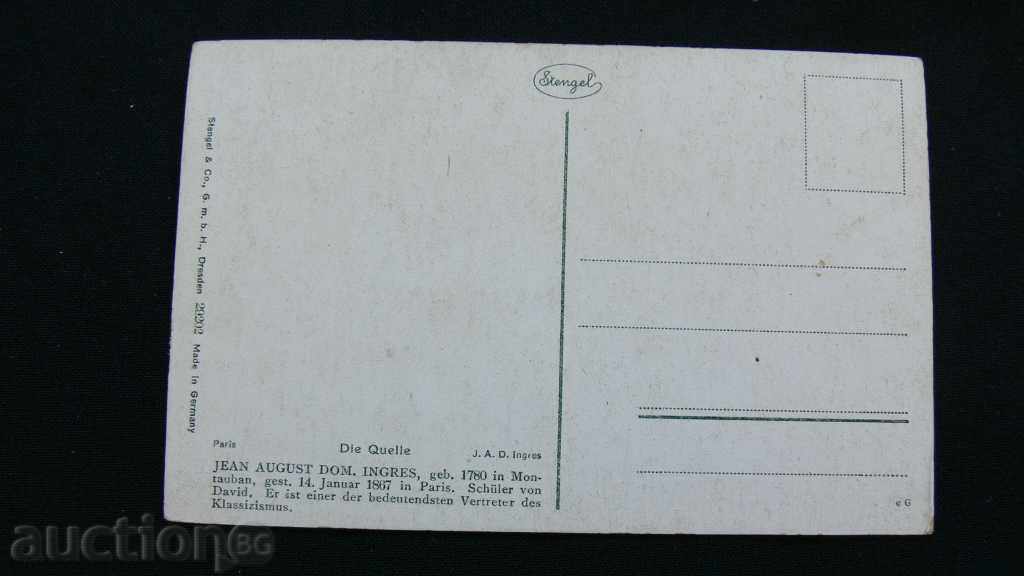 Stengel
Stengel & Co., G. m. b. H., Dresden 29202 Made in Germany
Paris Die Quelle J. A. D. Ingres
JEAN AUGUST DOM. INGRES, geb. 1780 in Mon-
tauban, gest. 14. Januar 1867 in Paris. Schüler von
David. Er ist einer der bedeutendsten Vertreter des
Klassizismus.
e G
auction BG